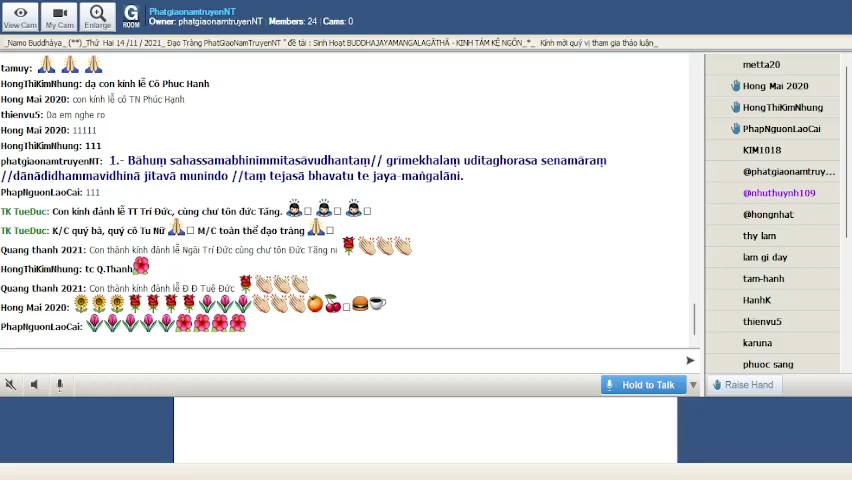 PhatgiaonamtruyenNT
Owner: phatgiaonamtruyenNT | Members: 24 | Cams: 0
View Cam
My Cam
Enlarge
G
ROOM
_Namo Buddhàya_ (**)_Thứ Hai 14 /11 / 2021_ Đạo Tràng PhatGiaoNamTruyenNT " đề tài : Sinh Hoạt BUDDHAJAYAMANGALAGĀTHĀ - KINH TÁM KỆ NGÔN_*_ Kính mời quý vị tham gia thảo luận_
tamuy:
HongThiKimNhung: dạ con kính lễ Cô Phuc Hanh
Hong Mai 2020: con kính lễ cô TN Phúc Hạnh
thienvu5: Da em nghe ro
Hong Mai 2020: 11111
HongThiKimNhung: 111
phatgiaonamtruyenNT: 1.- Bāhuṃ sahassamabhinimmitasāvudhantaṃ// grīmekhalaṃ uditaghorasa senamāraṃ
//dānādidhammavidhinā jitavā munindo //taṃ tejasā bhavatu te jaya-maṅgalāni.
PhapNguonLaoCai: 111
TK TueDuc: Con kính đảnh lễ TT Trí Đức, cùng chư tôn đức Tăng.
TK TueDuc: K/C quý bà, quý cô Tu Nữ M/C toàn thể đạo tràng
Quang thanh 2021: Con thành kính đảnh lễ Ngài Trí Đức cùng chư Tôn Đức Tăng ni
HongThiKimNhung: tc Q.Thanh
Quang thanh 2021: Con thành kính đảnh lễ Đ Đ Tuệ Đức
Hong Mai 2020:
PhapNguonLaoCai:
Hold to Talk
metta20
Hong Mai 2020
HongThiKimNhung
PhapNguonLaoCai
KIM1018
@phatgiaonamtruy...
@nhuthuynh109
@hongnhat
thy lam
lam gi day
tam-hanh
HanhK
thienvu5
karuna
phuoc sang
Raise Hand